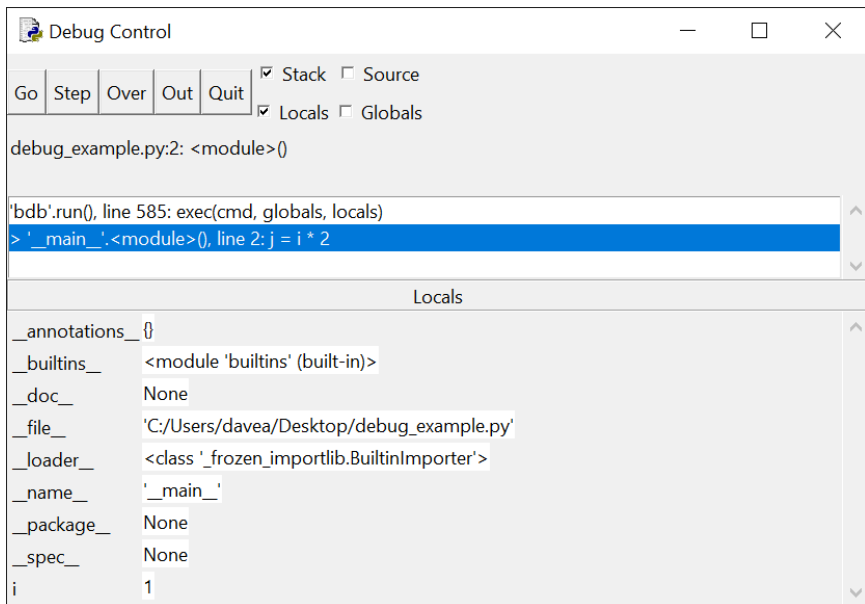 Debug Control
Go Step Over Out Quit Stack Source
Locals Globals
debug_example.py:2: <module>()
'bdb'.run(), line 585: exec(cmd, globals, locals)
> '__main__'.<module>(), line 2: j = i * 2
Locals
__annotations__ {}
__builtins__ <module 'builtins' (built-in)>
__doc__ None
__file__ 'C:/Users/davea/Desktop/debug_example.py'
__loader__ <class '_frozen_importlib.BuiltinImporter'>
__name__ '__main__'
__package__ None
__spec__ None
i 1